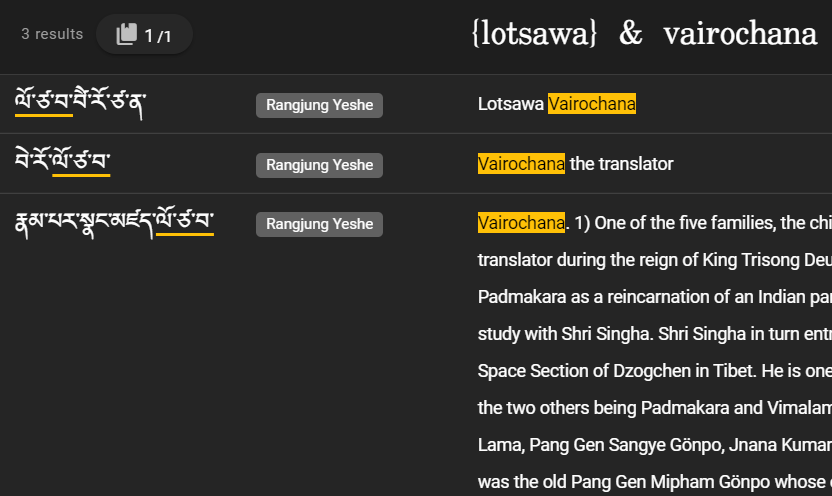 3 results
1 /1
{lotsawa} & vairochana
ལོ་ཙ་བ་བཻ་རོ་ཙ་ན་
Rangjung Yeshe
Lotsawa Vairochana
བེ་རོ་ལོ་ཙ་བ་
Rangjung Yeshe
Vairochana the translator
རྣམ་པར་སྣང་མཛད་ལོ་ཙ་བ་
Rangjung Yeshe
Vairochana. 1) One of the five families, the chi
translator during the reign of King Trisong Deu
Padmakara as a reincarnation of an Indian pa
study with Shri Singha. Shri Singha in turn entr
Space Section of Dzogchen in Tibet. He is one
the two others being Padmakara and Vimalam
Lama, Pang Gen Sangye Gönpo, Jnana Kumar
was the old Pang Gen Mipham Gönpo whose